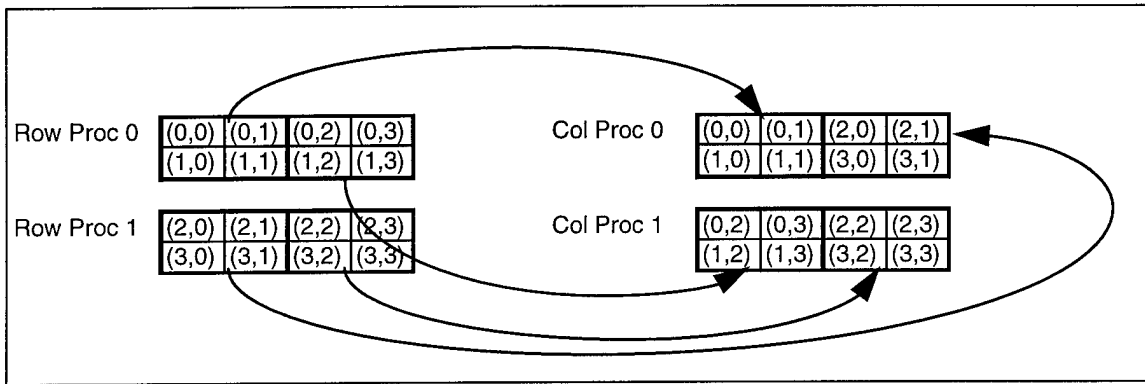 Row Proc 0 (0,0) (0,1) (0,2) (0,3) Col Proc 0 (0,0) (0,1) (2,0) (2,1)
(1,0) (1,1) (1,2) (1,3) (1,0) (1,1) (3,0) (3,1)
Row Proc 1 (2,0) (2,1) (2,2) (2,3) Col Proc 1 (0,2) (0,3) (2,2) (2,3)
(3,0) (3,1) (3,2) (3,3) (1,2) (1,3) (3,2) (3,3)